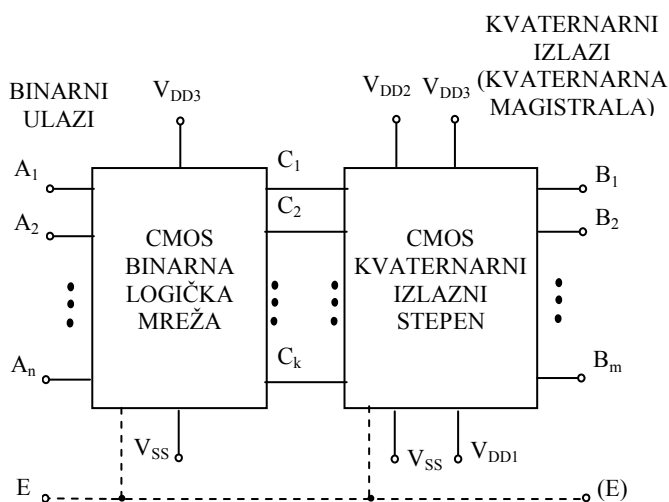 KVATERNARNI
IZLAZI
(KVATERNARNA
MAGISTRALA)
BINARNI
ULAZI
V_DD3
V_DD2
V_DD3
A_1
A_2
A_n
CMOS
BINARNA
LOGIČKA
MREŽA
C_1
C_2
C_k
CMOS
KVATERNARNI
IZLAZNI
STEPEN
B_1
B_2
B_m
V_SS
V_SS
V_DD1
E
(E)